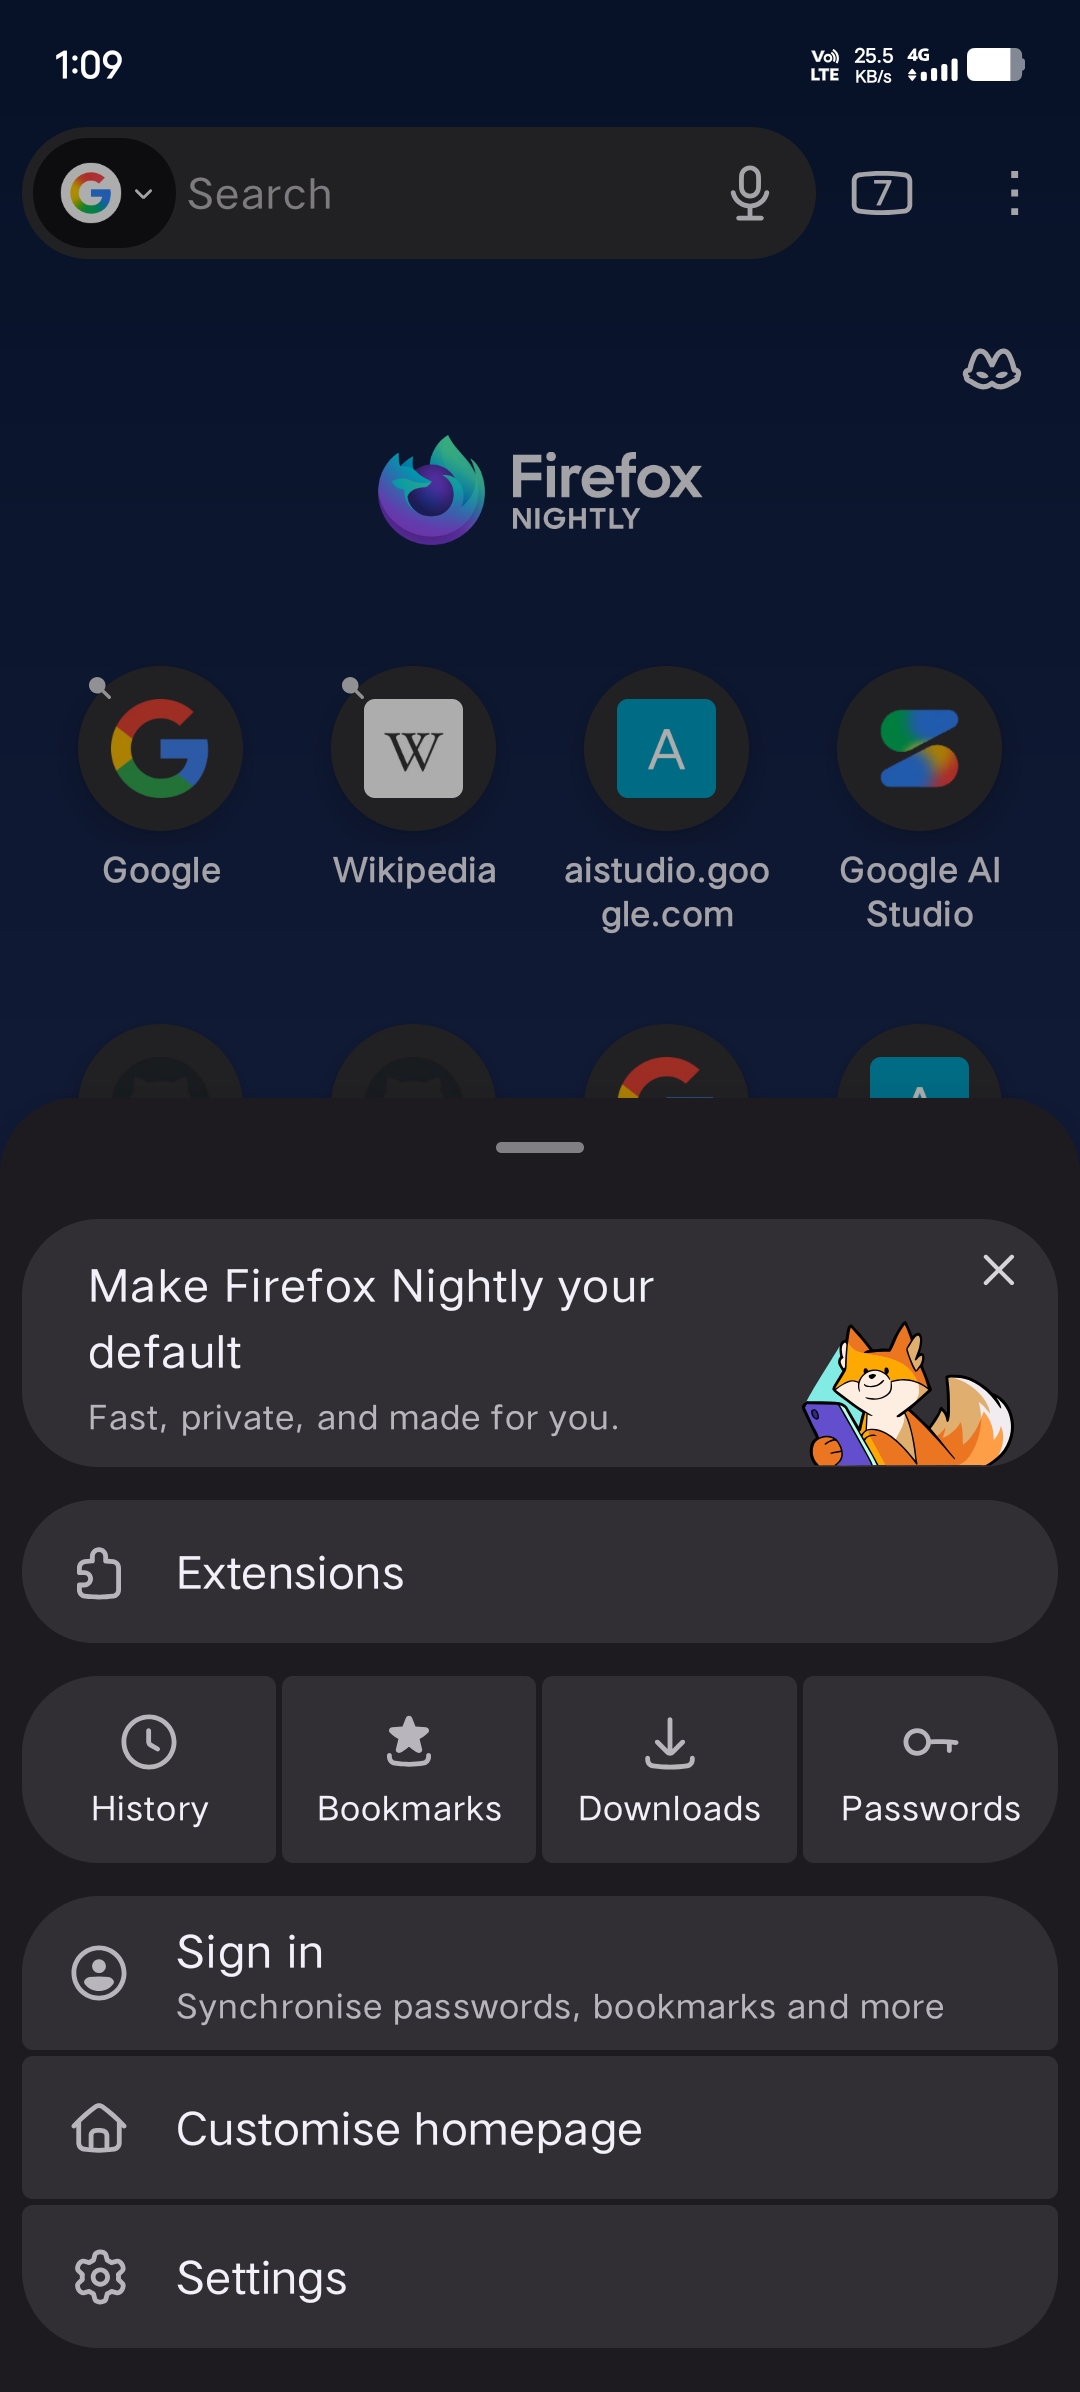 1:09
Vo)) 25.5 4G
LTE KB/s
Search
7
Firefox
NIGHTLY
W A
Google Wikipedia aistudio.goo Google AI
gle.com Studio
Make Firefox Nightly your
default
Fast, private, and made for you.
Extensions
History Bookmarks Downloads Passwords
Sign in
Synchronise passwords, bookmarks and more
Customise homepage
Settings